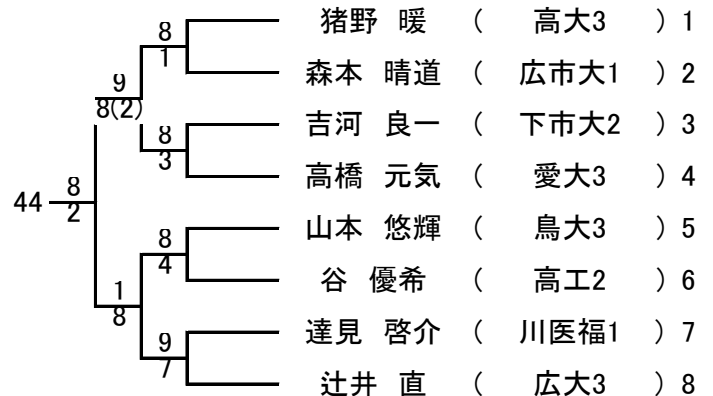 8
猪野 暖 ( 高大3 ) 1
1
森本 晴道 ( 広市大1 ) 2
9
8(2)
8
吉河 良一 ( 下市大2 ) 3
3
高橋 元気 ( 愛大3 ) 4
44
8
2
8
山本 悠輝 ( 鳥大3 ) 5
4
谷 優希 ( 高工2 ) 6
1
8
9
達見 啓介 ( 川医福1 ) 7
7
辻井 直 ( 広大3 ) 8